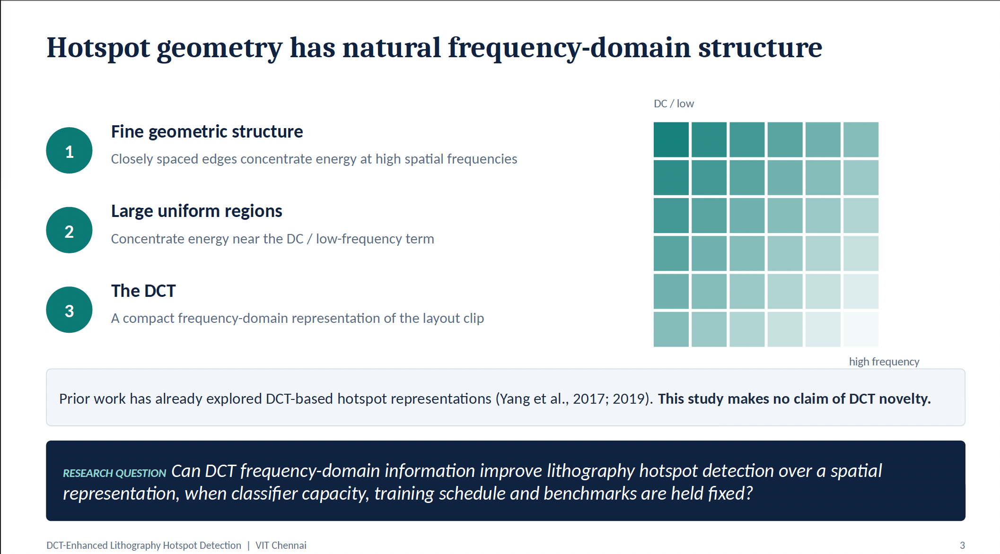 Hotspot geometry has natural frequency-domain structure
1
Fine geometric structure
Closely spaced edges concentrate energy at high spatial frequencies
2
Large uniform regions
Concentrate energy near the DC / low-frequency term
3
The DCT
A compact frequency-domain representation of the layout clip
DC / low
high frequency
Prior work has already explored DCT-based hotspot representations (Yang et al., 2017; 2019). This study makes no claim of DCT novelty.
RESEARCH QUESTION Can DCT frequency-domain information improve lithography hotspot detection over a spatial
representation, when classifier capacity, training schedule and benchmarks are held fixed?
DCT-Enhanced Lithography Hotspot Detection | VIT Chennai
3